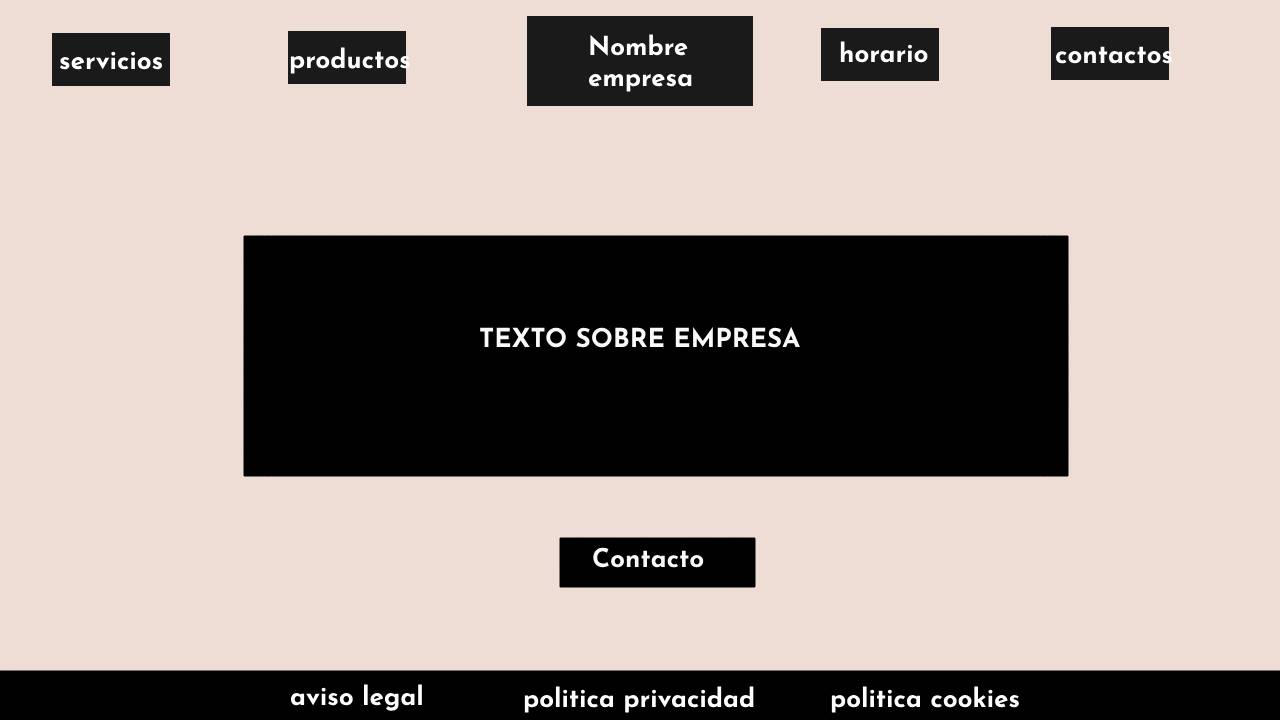 servicios
productos
Nombre
empresa
horario
contactos
TEXTO SOBRE EMPRESA
Contacto
aviso legal
politica privacidad
politica cookies